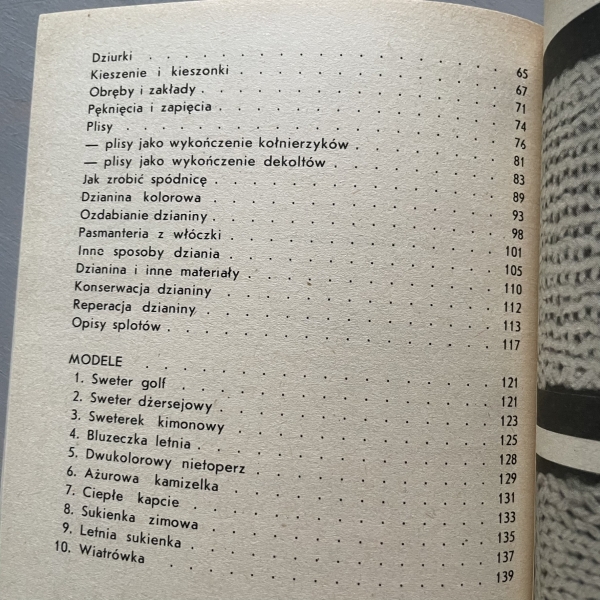 Dziurki . . . . . . . . . . . . . . . 65
Kieszenie i kieszonki . . . . . . . . . . 67
Obręby i zakłady . . . . . . . . . . . . 71
Pęknięcia i zapięcia . . . . . . . . . . . 74
Plisy . . . . . . . . . . . . . . . . 76
— plisy jako wykończenie kołnierzyków . . . . . 81
— plisy jako wykończenie dekoltów . . . . . . 83
Jak zrobić spódnicę . . . . . . . . . . . 89
Dzianina kolorowa . . . . . . . . . . . 93
Ozdabianie dzianiny . . . . . . . . . . . 98
Pasmanteria z włóczki . . . . . . . . . . 101
Inne sposoby dziania . . . . . . . . . . 105
Dzianina i inne materiały . . . . . . . . . 110
Konserwacja dzianiny . . . . . . . . . . 112
Reperacja dzianiny . . . . . . . . . . . 113
Opisy splotów . . . . . . . . . . . . 117
MODELE . . . . . . . . . . . . . 121
1. Sweter golf . . . . . . . . . . . . 121
2. Sweter dżersejowy . . . . . . . . . . 123
3. Sweterek kimonowy . . . . . . . . . . 125
4. Bluzeczka letnia . . . . . . . . . . . 128
5. Dwukolorowy nietoperz . . . . . . . . . 129
6. Ażurowa kamizelka . . . . . . . . . . 131
7. Ciepłe kapcie . . . . . . . . . . . . 133
8. Sukienka zimowa . . . . . . . . . . . 135
9. Letnia sukienka . . . . . . . . . . . 137
10. Wiatrówka . . . . . . . . . . . . 139